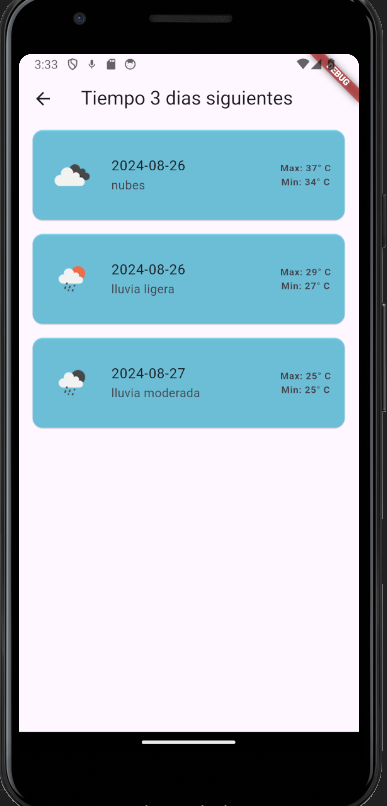 3:33
DEBUG
Tiempo 3 dias siguientes
2024-08-26
nubes
Max: 37° C
Min: 34° C
2024-08-26
lluvia ligera
Max: 29° C
Min: 27° C
2024-08-27
lluvia moderada
Max: 25° C
Min: 25° C